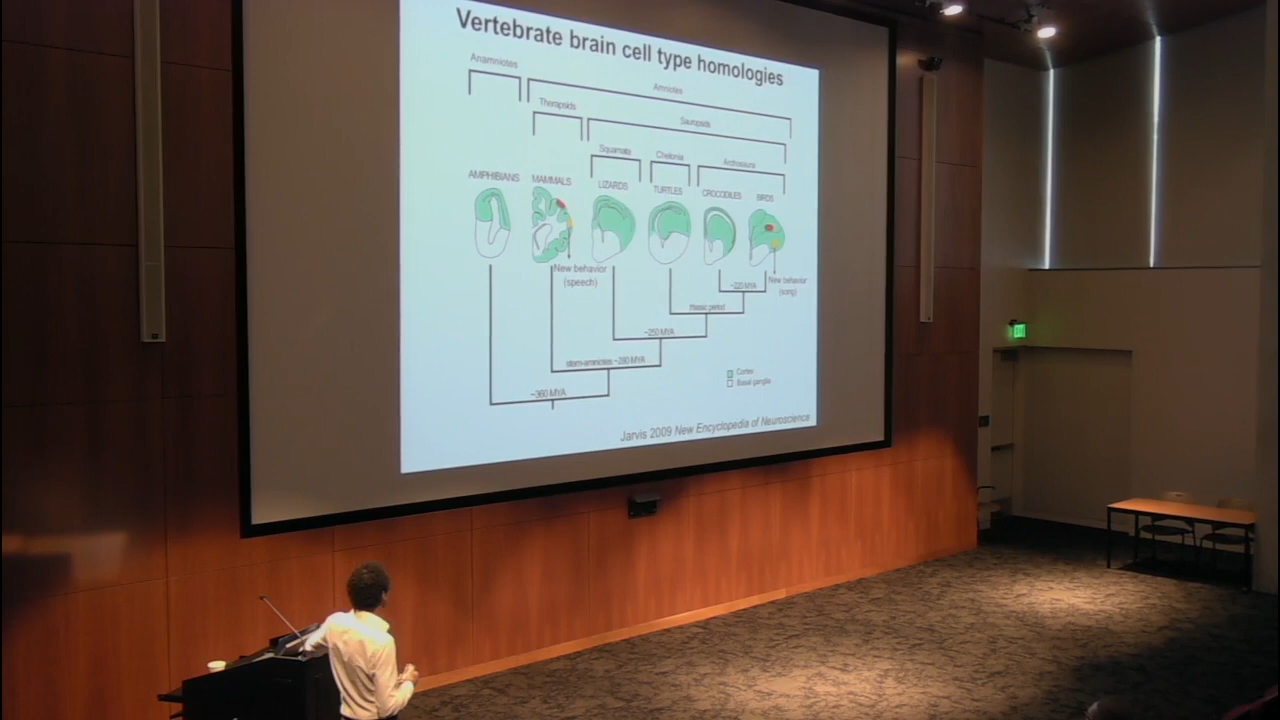 Vertebrate brain cell type homologies
Anamniotes
Amniotes
Therapsids
Sauropsids
Squamata
Chelonia
Archosaura
AMPHIBIANS
MAMMALS
LIZARDS
TURTLES
CROCODILES
BIRDS
New behavior
(speech)
New behavior
(song)
~220 MYA
triassic period
~250 MYA
stem-amniotes ~280 MYA
~360 MYA
Cortex
Basal ganglia
Jarvis 2009 New Encyclopedia of Neuroscience